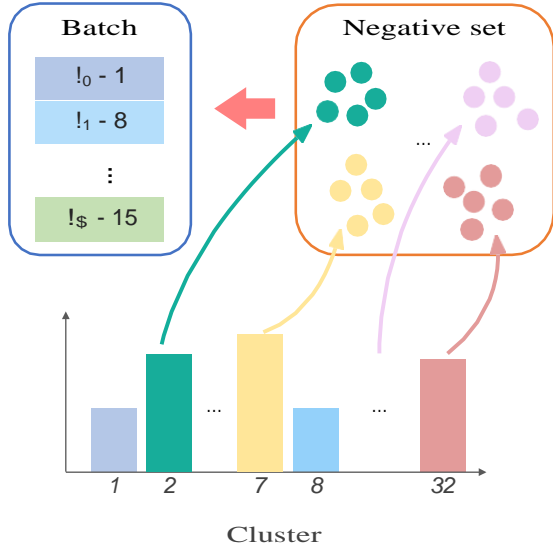 Batch
Negative set
!₀ - 1
!₁ - 8
⋮
!$ - 15
...
... ...
1 2 7 8 32
Cluster